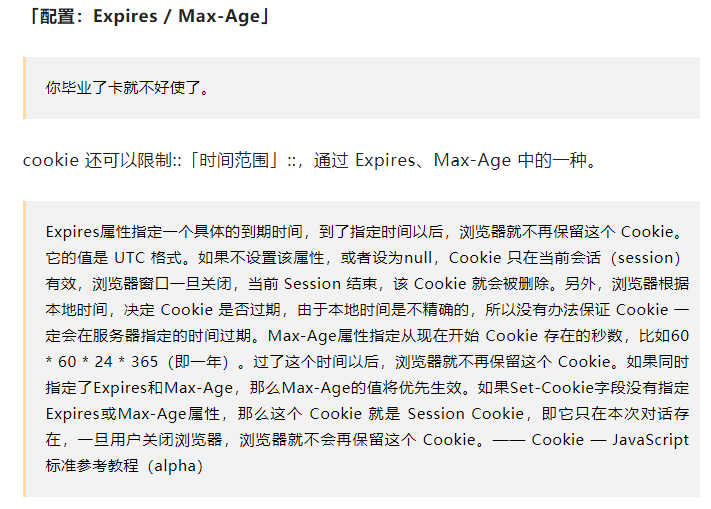 「配置：Expires / Max-Age」
你毕业了卡就不好使了。
cookie 还可以限制::「时间范围」::，通过 Expires、Max-Age 中的一种。
Expires属性指定一个具体的到期时间，到了指定时间以后，浏览器就不再保留这个 Cookie。
它的值是 UTC 格式。如果不设置该属性，或者设为null，Cookie 只在当前会话（session）
有效，浏览器窗口一旦关闭，当前 Session 结束，该 Cookie 就会被删除。另外，浏览器根据
本地时间，决定 Cookie 是否过期，由于本地时间是不精确的，所以没有办法保证 Cookie 一
定会在服务器指定的时间过期。Max-Age属性指定从现在开始 Cookie 存在的秒数，比如60
* 60 * 24 * 365（即一年）。过了这个时间以后，浏览器就不再保留这个 Cookie。如果同时
指定了Expires和Max-Age，那么Max-Age的值将优先生效。如果Set-Cookie字段没有指定
Expires或Max-Age属性，那么这个 Cookie 就是 Session Cookie，即它只在本次对话存
在，一旦用户关闭浏览器，浏览器就不会再保留这个 Cookie。—— Cookie — JavaScript
标准参考教程（alpha）